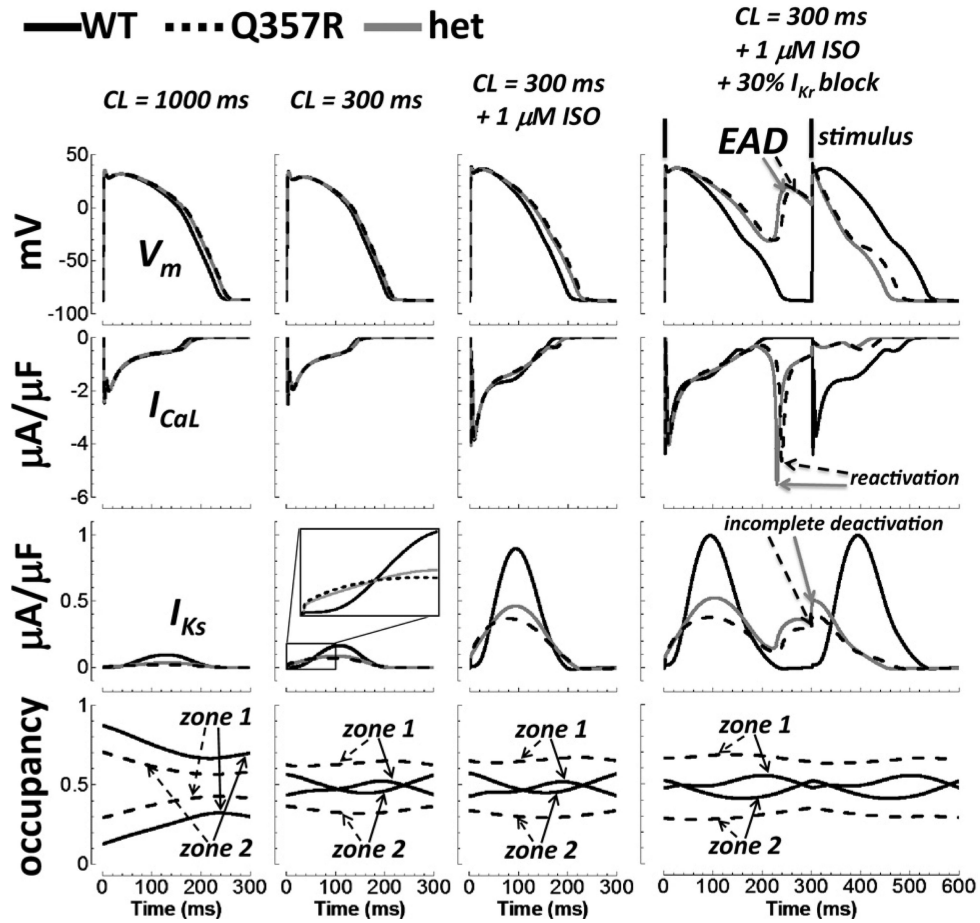 WT Q357R het
CL = 1000 ms
CL = 300 ms
CL = 300 ms
+ 1 μM ISO
CL = 300 ms
+ 1 μM ISO
+ 30% IKr block
EAD
stimulus
mV
50
0
-50
-100
Vm
μA/μF
0
-2
-4
-6
ICaL
reactivation
μA/μF
1
0.5
0
IKs
incomplete deactivation
occupancy
1
0.5
0
zone 1
zone 2
zone 1
zone 2
zone 1
zone 2
zone 1
zone 2
0 100 200 300
0 100 200 300
0 100 200 300
0 100 200 300 400 500 600
Time (ms)
Time (ms)
Time (ms)
Time (ms)